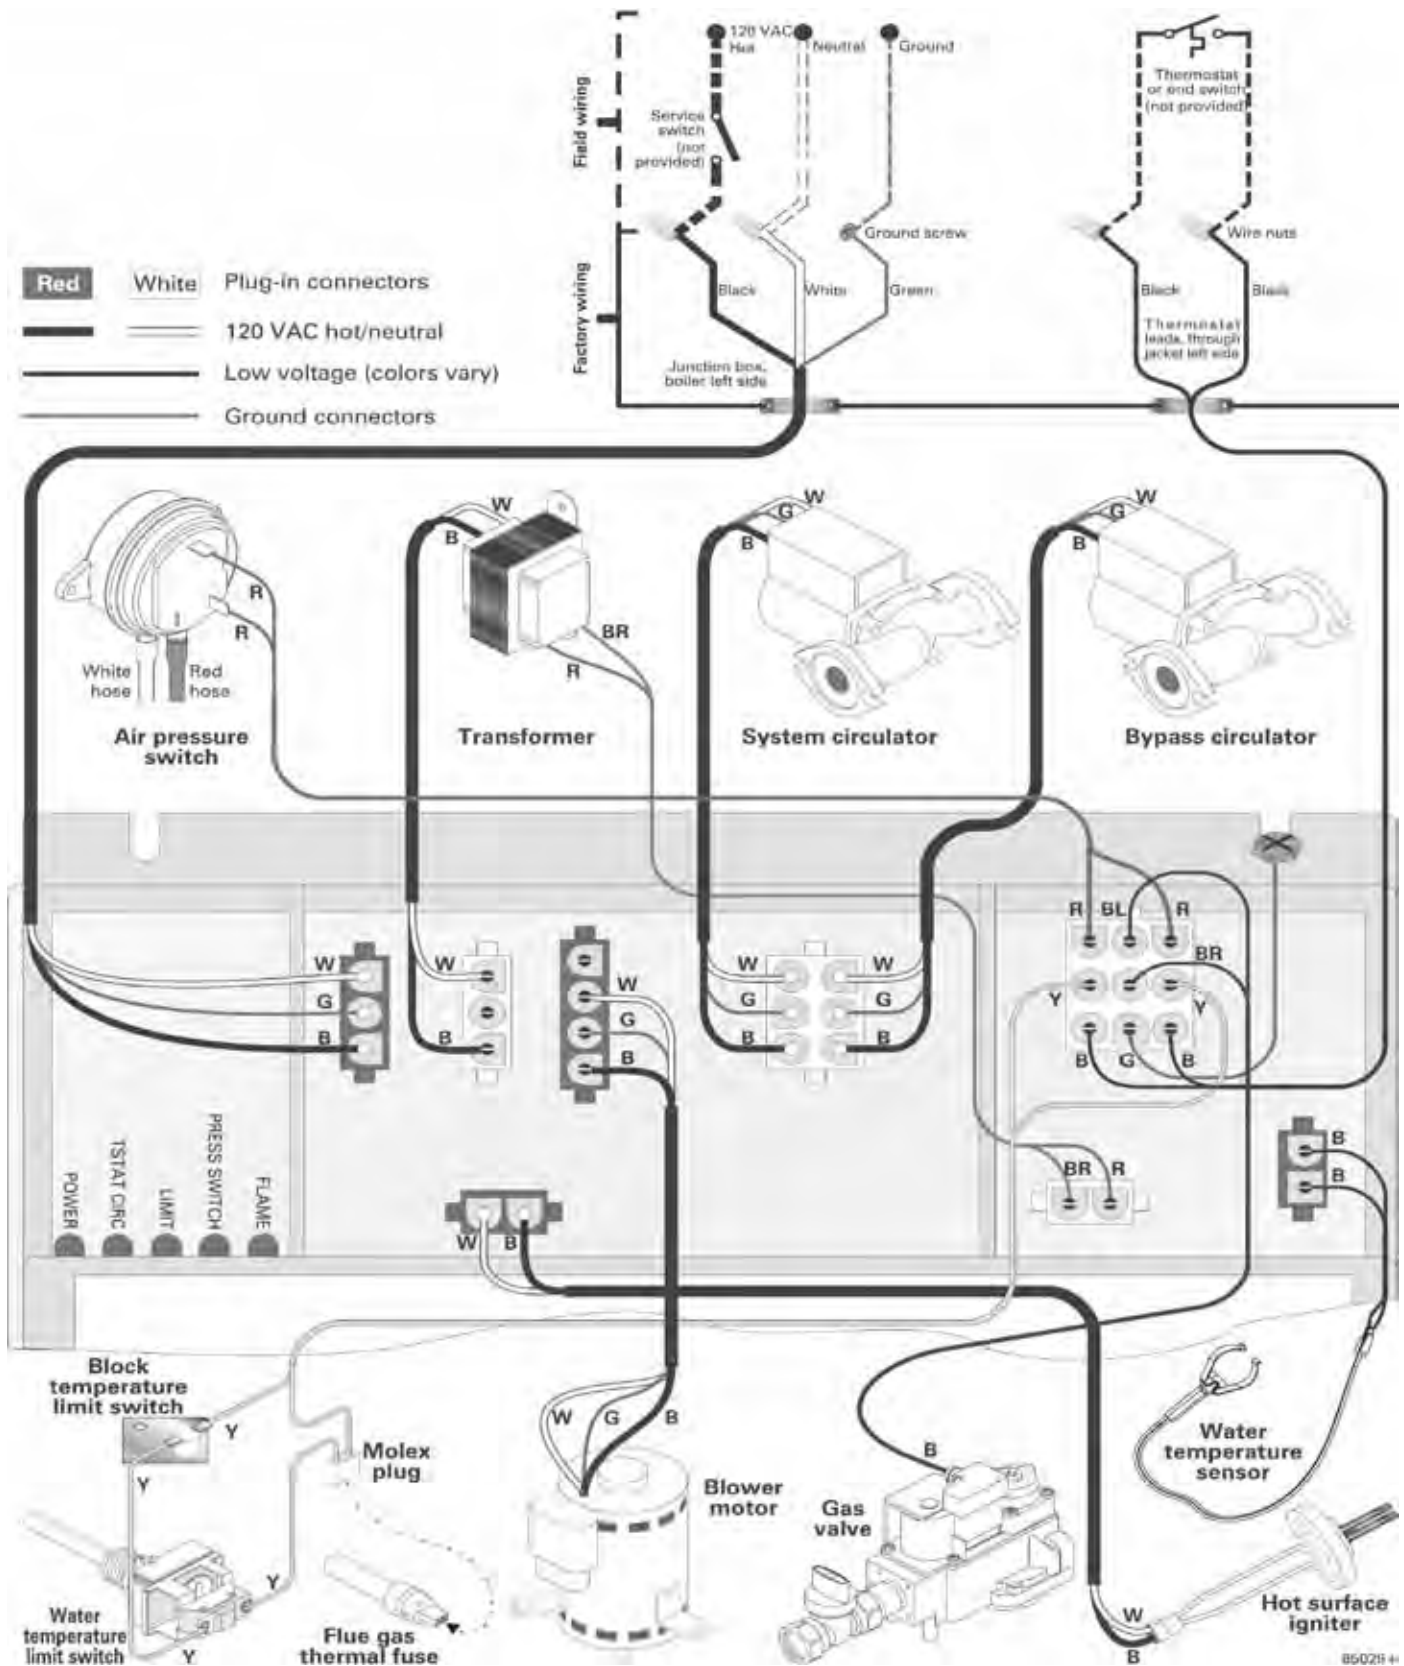 120 VAC
Hot
Neutral
Ground
Thermostat
or end switch
(not provided)
Field wiring
Service
switch
(not
provided)
Ground screw
Wire nuts
Red
White
Plug-in connectors
120 VAC hot/neutral
Low voltage (colors vary)
Ground connectors
Factory wiring
Black
White
Green
Black
Black
Thermostat
leads, through
jacket left side
Junction box,
boiler left side
W
B
W
G
B
W
G
B
R
R
BR
R
White
hose
Red
hose
Air pressure
switch
Transformer
System circulator
Bypass circulator
R
BL
R
BR
Y
Y
B
G
B
W
G
B
W
B
W
G
B
W
G
B
W
G
B
B
B
BR
R
POWER
TSTAT CIRC
LIMIT
PRESS SWITCH
FLAME
W
B
Block
temperature
limit switch
Y
Y
Molex
plug
W
G
B
Blower
motor
B
Gas
valve
Water
temperature
sensor
Y
Y
Water
temperature
limit switch
Flue gas
thermal fuse
W
B
Hot surface
igniter